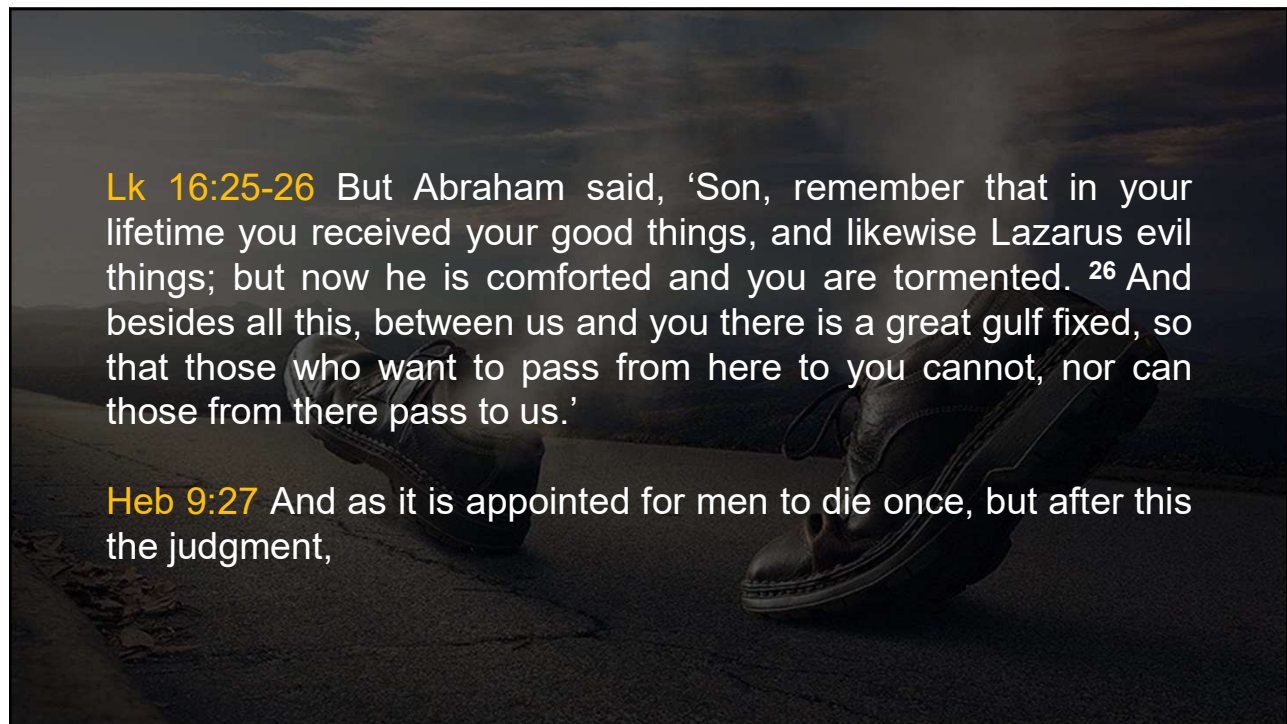 Lk 16:25-26 But Abraham said, ‘Son, remember that in your
lifetime you received your good things, and likewise Lazarus evil
things; but now he is comforted and you are tormented. 26 And
besides all this, between us and you there is a great gulf fixed, so
that those who want to pass from here to you cannot, nor can
those from there pass to us.’
Heb 9:27 And as it is appointed for men to die once, but after this
the judgment,